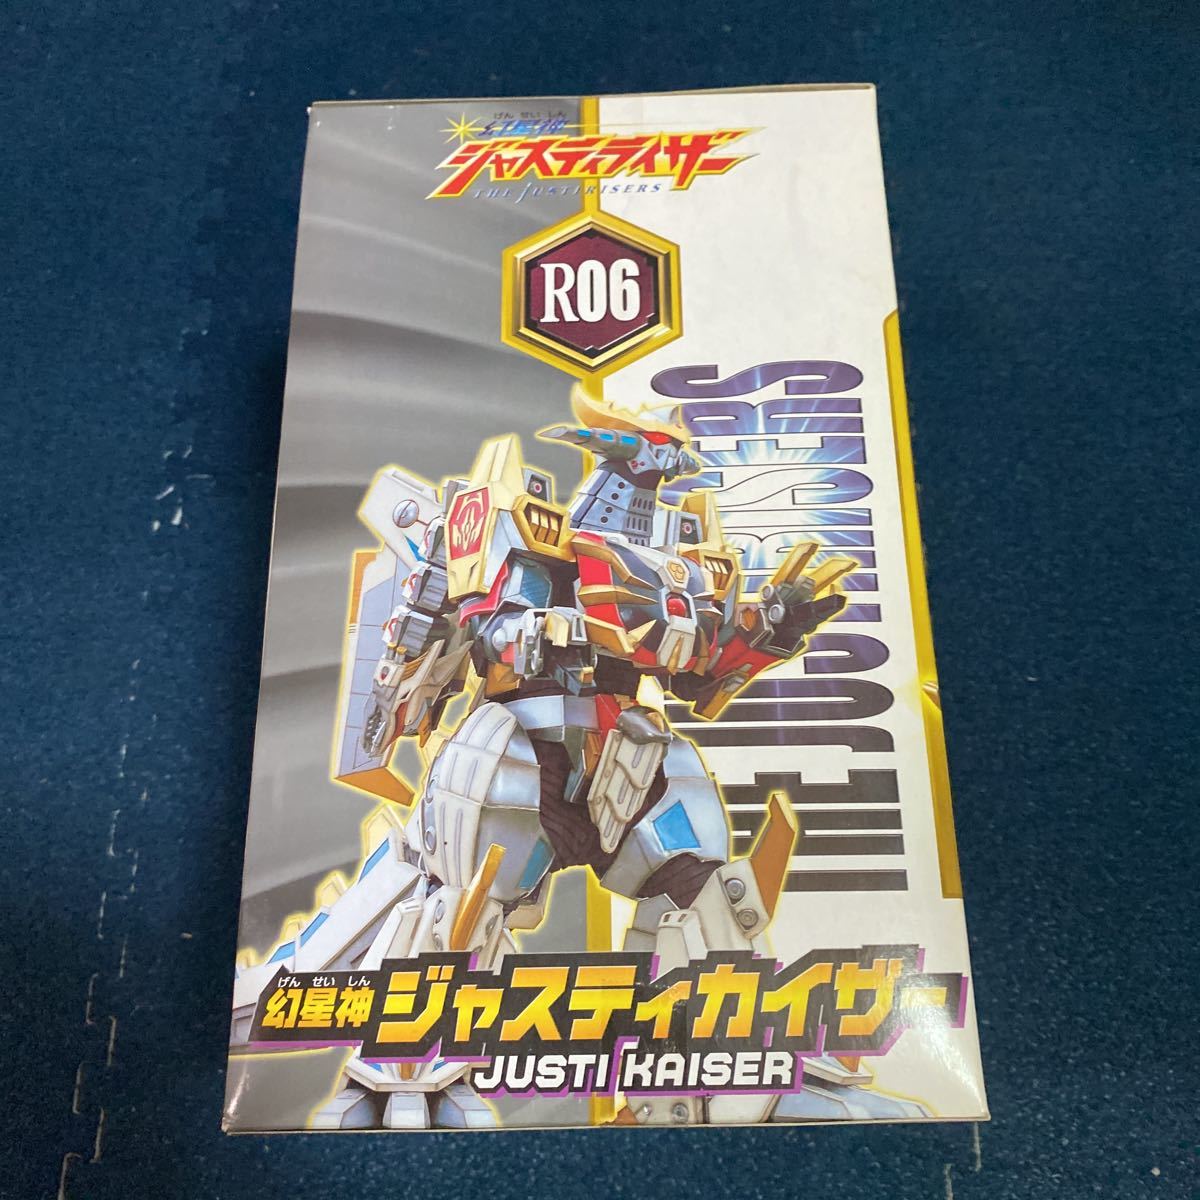 げん せい しん
幻星神
ジャスティライザー
THE JUSTIRISERS
R06
THE JUSTIRISERS
げん せい しん
幻星神 ジャスティカイザー
JUSTI KAISER